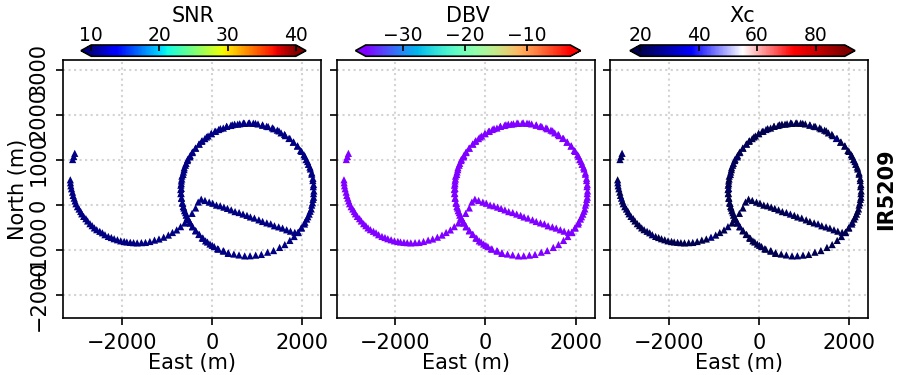 SNR DBV Xc
10 20 30 40 −30 −20 −10 20 40 60 80
North (m)
3000
2000
1000
0
−1000
−2000
IR5209
−2000 0 2000 −2000 0 2000 −2000 0 2000
East (m) East (m) East (m)